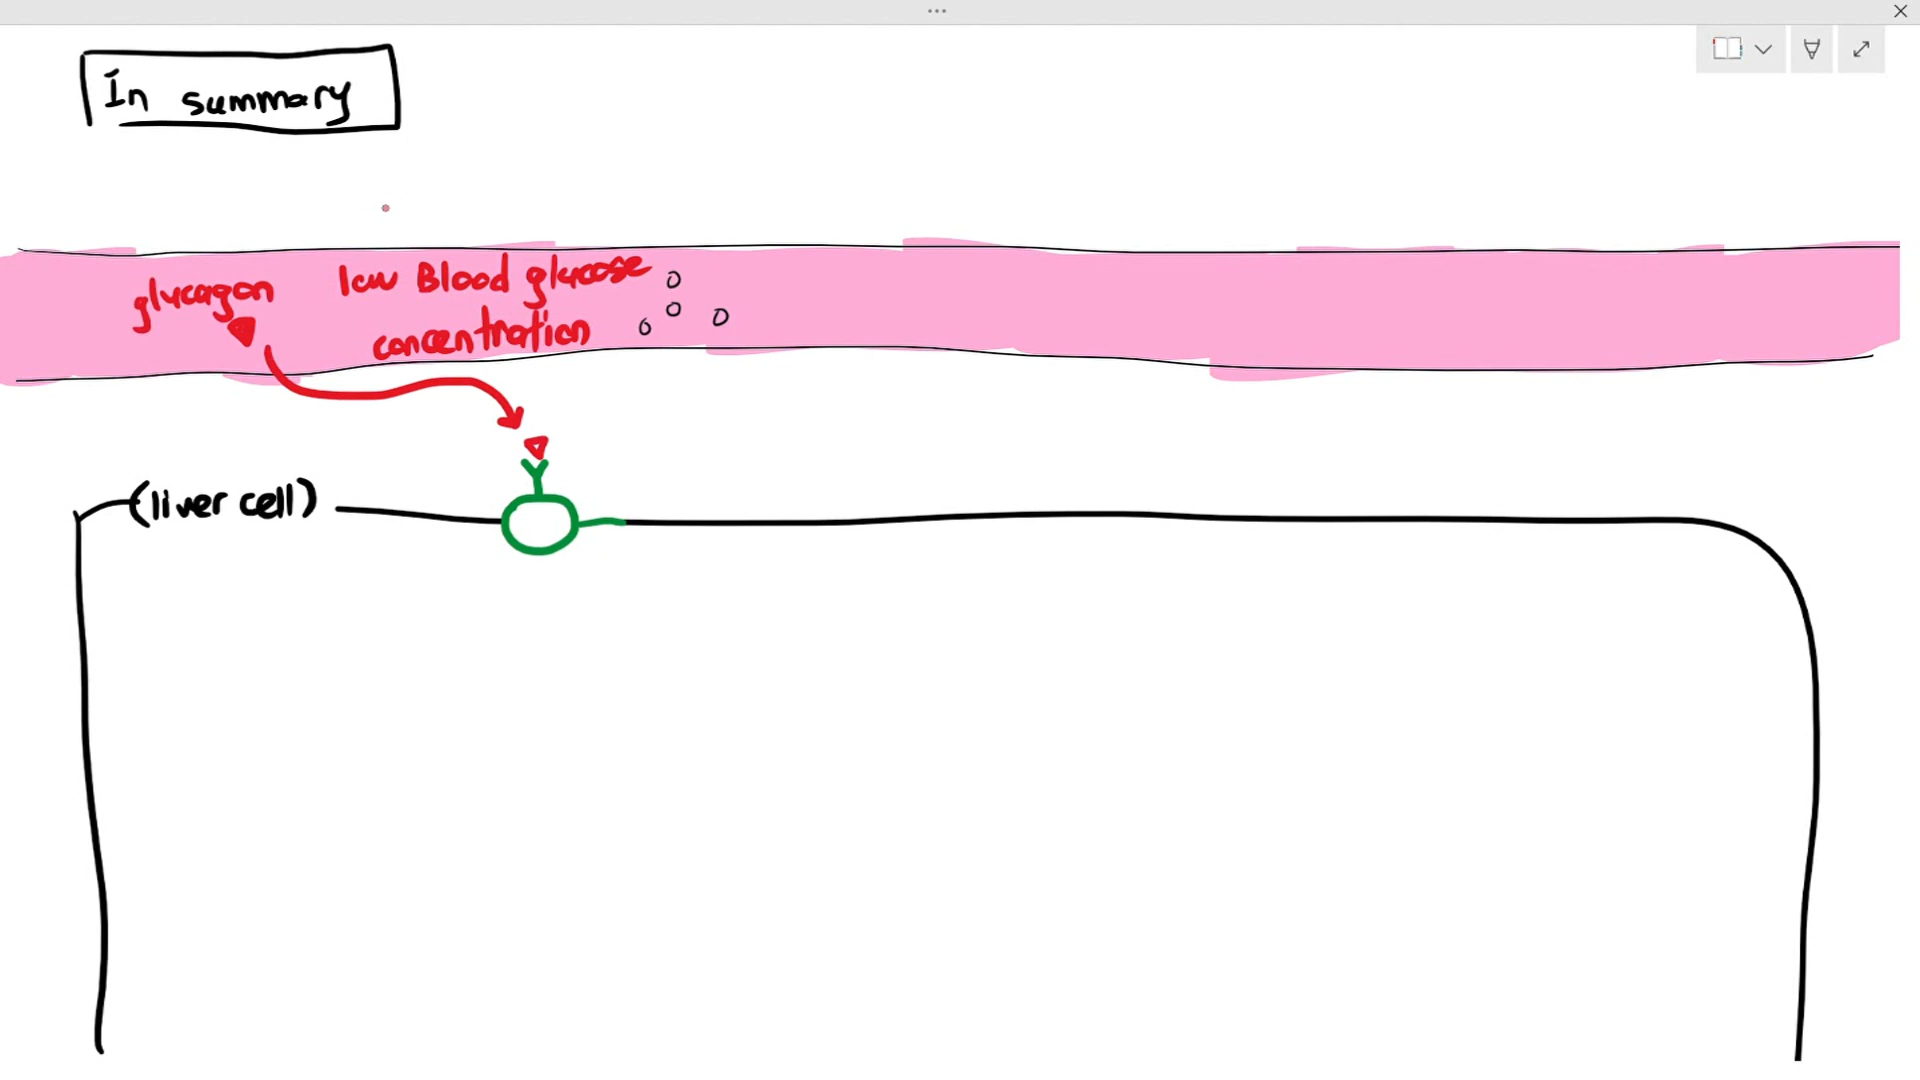 In summary
glucagon
low Blood glucose
concentration
(liver cell)